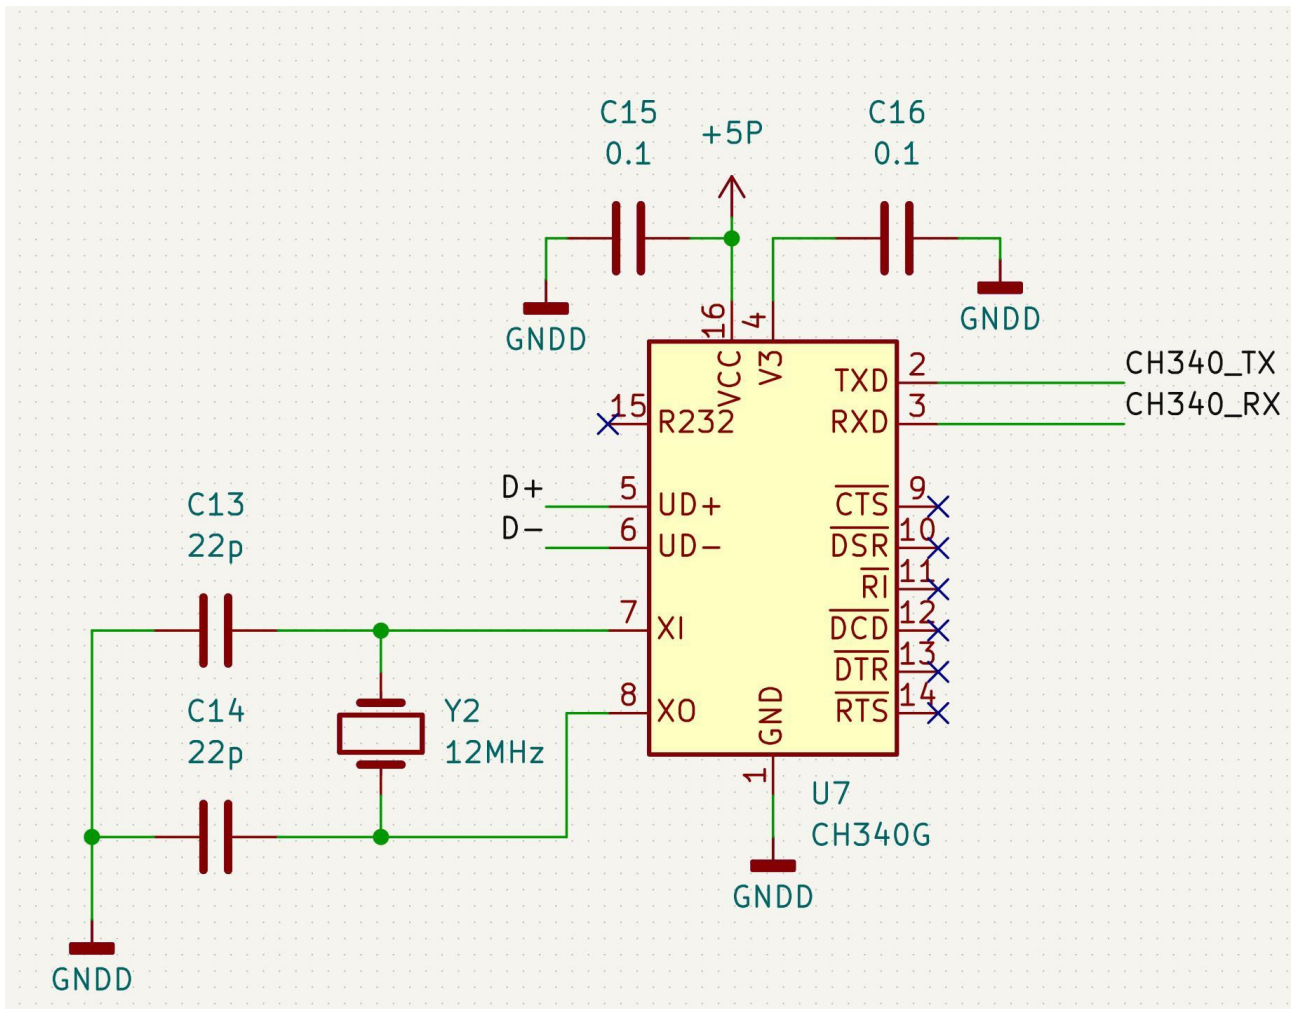 C15
0.1
+5P
C16
0.1
GNDD
GNDD
16
4
VCC
V3
TXD
2
CH340_TX
15
R232
RXD
3
CH340_RX
D+
5
UD+
CTS
9
D-
6
UD-
DSR
10
RI
11
C13
22p
7
XI
DCD
12
DTR
13
C14
22p
Y2
12MHz
8
XO
GND
RTS
14
1
U7
CH340G
GNDD
GNDD